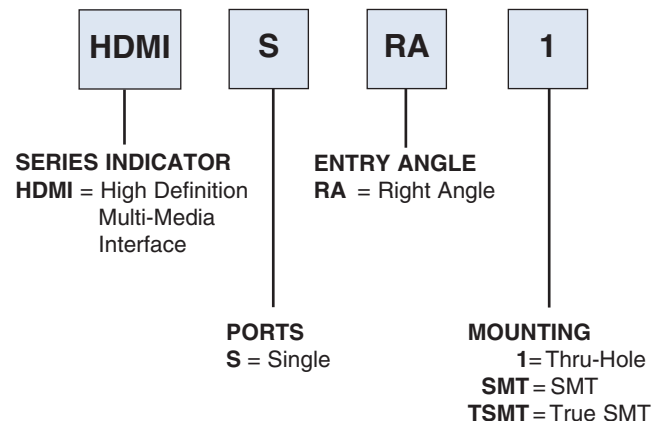 HDMI S RA 1
SERIES INDICATOR
HDMI = High Definition
Multi-Media
Interface
ENTRY ANGLE
RA = Right Angle
PORTS
S = Single
MOUNTING
1= Thru-Hole
SMT = SMT
TSMT = True SMT